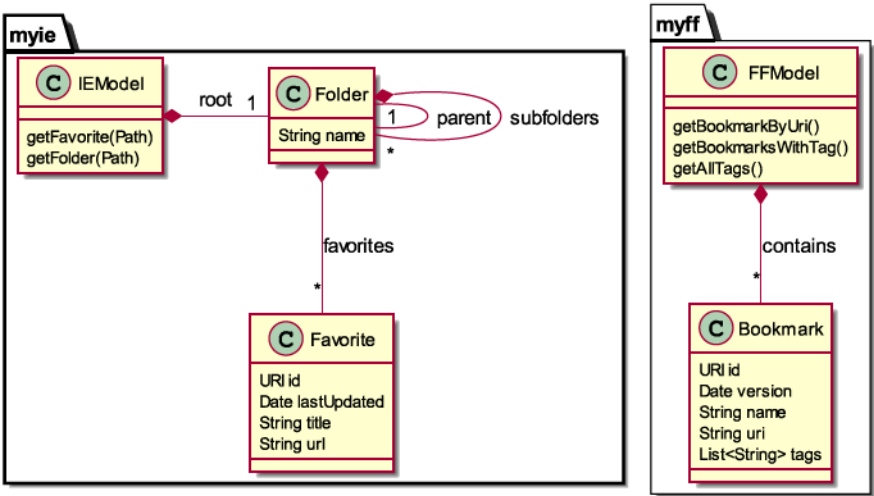 myie
C IEModel
getFavorite(Path)
getFolder(Path)
root 1
C Folder
String name
1 parent subfolders
*
favorites
*
C Favorite
URI id
Date lastUpdated
String title
String url
myff
C FFModel
getBookmarkByUri()
getBookmarksWithTag()
getAllTags()
contains
*
C Bookmark
URI id
Date version
String name
String uri
List<String> tags